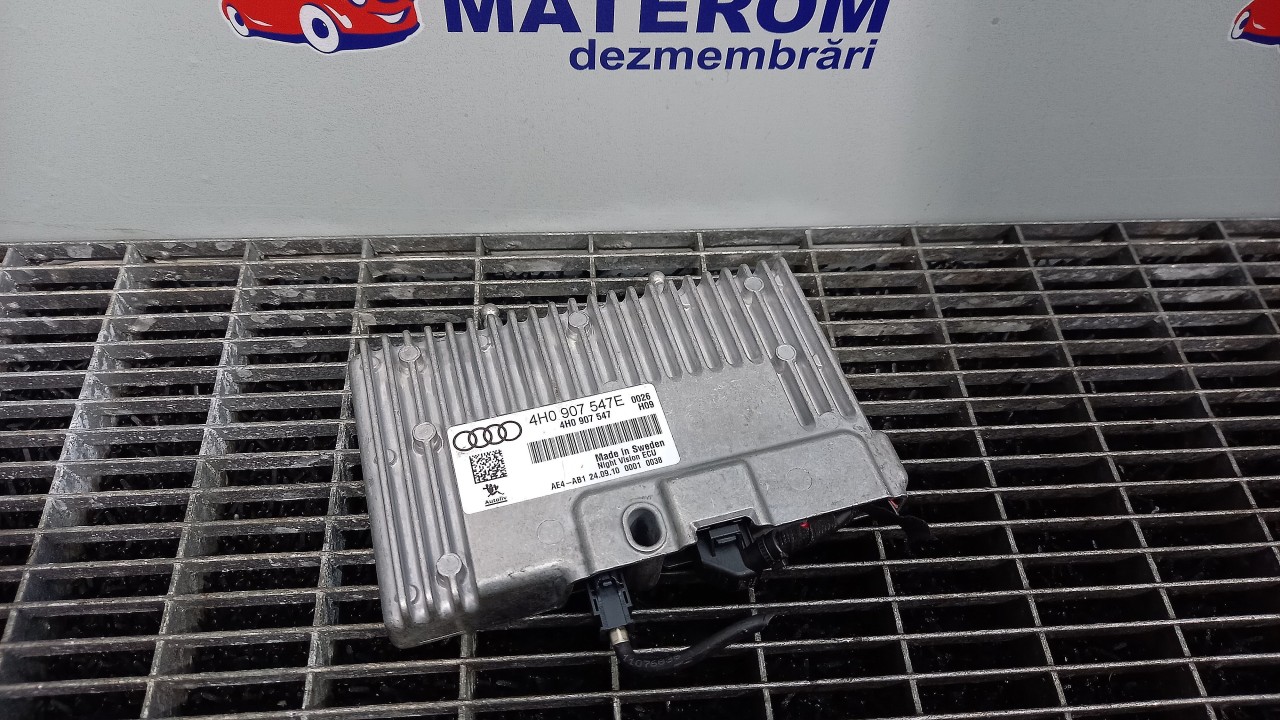 MATEROM
dezmembrări
4H0 907 547E 0026
4H0 907 547 H09
Made in Sweden
Night Vision ECU
AE4-AB1 24.09.10 0001 0038
Autoliv